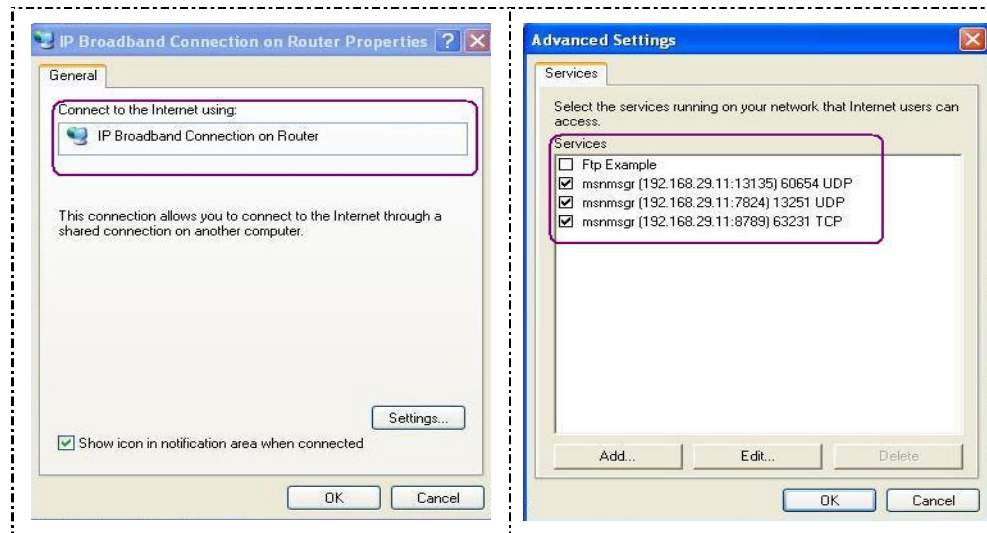 IP Broadband Connection on Router Properties
General
Connect to the Internet using:
IP Broadband Connection on Router
This connection allows you to connect to the Internet through a
shared connection on another computer.
Settings...
Show icon in notification area when connected
OK
Cancel
Advanced Settings
Services
Select the services running on your network that Internet users can
access.
Services
Ftp Example
msnmsgr (192.168.29.11:13135) 60654 UDP
msnmsgr (192.168.29.11:7824) 13251 UDP
msnmsgr (192.168.29.11:8789) 63231 TCP
Add...
Edit...
Delete
OK
Cancel